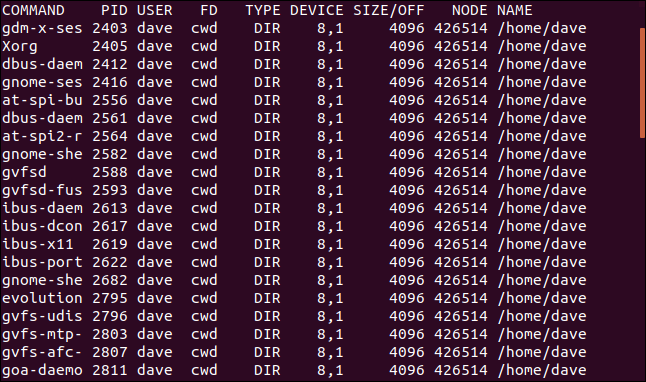 COMMAND    PID USER   FD   TYPE DEVICE SIZE/OFF   NODE NAME
gdm-x-ses 2403 dave  cwd    DIR    8,1     4096 426514 /home/dave
Xorg      2405 dave  cwd    DIR    8,1     4096 426514 /home/dave
dbus-daem 2412 dave  cwd    DIR    8,1     4096 426514 /home/dave
gnome-ses 2416 dave  cwd    DIR    8,1     4096 426514 /home/dave
at-spi-bu 2556 dave  cwd    DIR    8,1     4096 426514 /home/dave
dbus-daem 2561 dave  cwd    DIR    8,1     4096 426514 /home/dave
at-spi2-r 2564 dave  cwd    DIR    8,1     4096 426514 /home/dave
gnome-she 2582 dave  cwd    DIR    8,1     4096 426514 /home/dave
gvfsd     2588 dave  cwd    DIR    8,1     4096 426514 /home/dave
gvfsd-fus 2593 dave  cwd    DIR    8,1     4096 426514 /home/dave
ibus-daem 2613 dave  cwd    DIR    8,1     4096 426514 /home/dave
ibus-dcon 2617 dave  cwd    DIR    8,1     4096 426514 /home/dave
ibus-x11  2619 dave  cwd    DIR    8,1     4096 426514 /home/dave
ibus-port 2622 dave  cwd    DIR    8,1     4096 426514 /home/dave
gnome-she 2682 dave  cwd    DIR    8,1     4096 426514 /home/dave
evolution 2795 dave  cwd    DIR    8,1     4096 426514 /home/dave
gvfs-udis 2796 dave  cwd    DIR    8,1     4096 426514 /home/dave
gvfs-mtp- 2803 dave  cwd    DIR    8,1     4096 426514 /home/dave
gvfs-afc- 2807 dave  cwd    DIR    8,1     4096 426514 /home/dave
goa-daemo 2811 dave  cwd    DIR    8,1     4096 426514 /home/dave